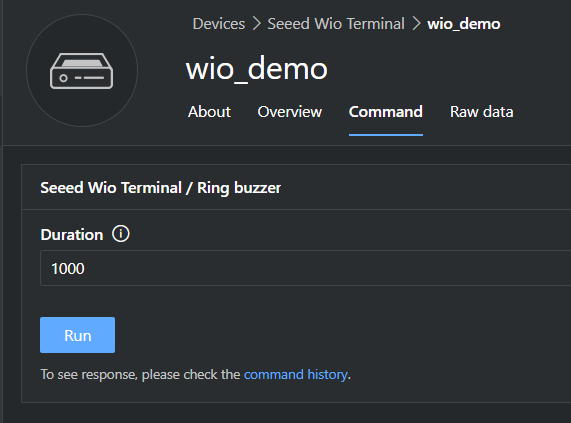 Devices > Seeed Wio Terminal > wio_demo
wio_demo
About Overview Command Raw data
Seeed Wio Terminal / Ring buzzer
Duration
1000
Run
To see response, please check the command history.